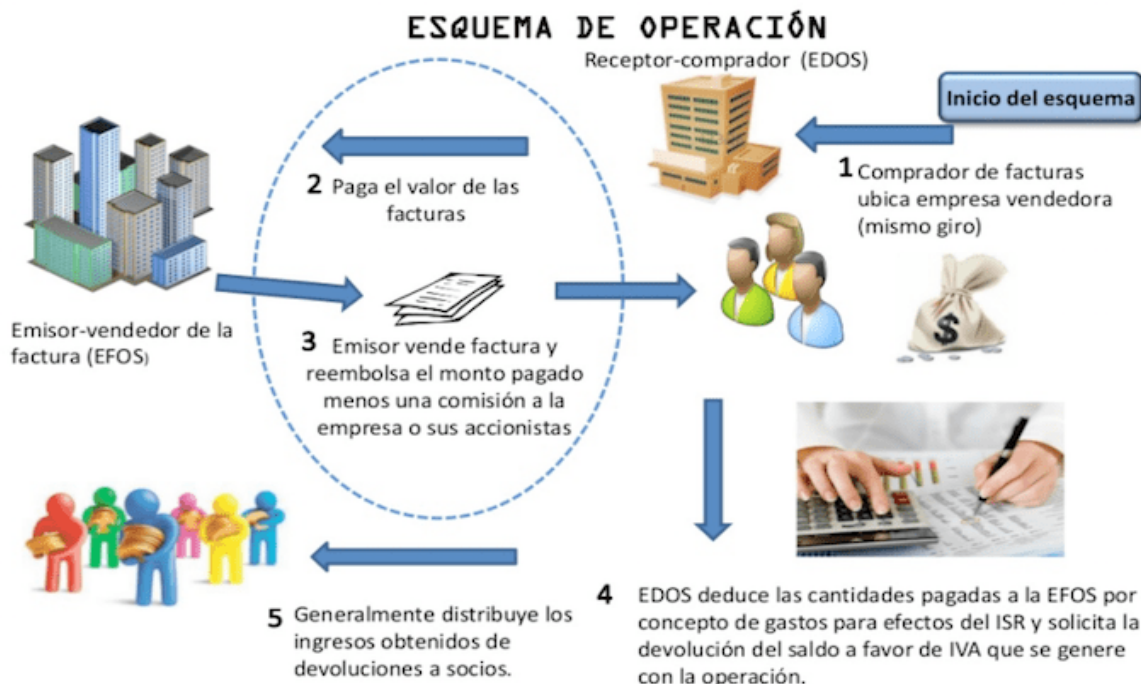 ESQUEMA DE OPERACIÓN
Receptor-comprador (EDOS)
Inicio del esquema
1 Comprador de facturas
ubica empresa vendedora
(mismo giro)
2 Paga el valor de las
facturas
Emisor-vendedor de la
factura (EFOS)
3 Emisor vende factura y
reembolsa el monto pagado
menos una comisión a la
empresa o sus accionistas
$
4 EDOS deduce las cantidades pagadas a la EFOS por
concepto de gastos para efectos del ISR y solicita la
devolución del saldo a favor de IVA que se genere
con la operación.
5 Generalmente distribuye los
ingresos obtenidos de
devoluciones a socios.